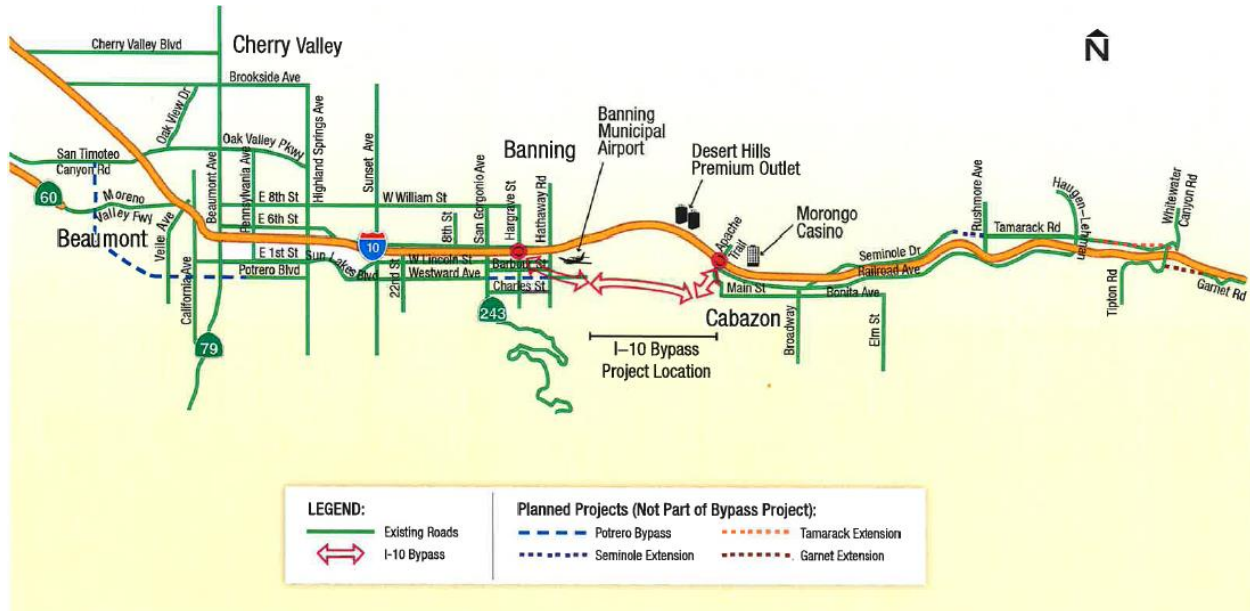 Cherry Valley Blvd
Cherry Valley
N
Brookside Ave
Oak View Dr
Highland Springs Ave
Sunset Ave
Banning
Municipal
Airport
Banning
Desert Hills
Premium Outlet
Morongo
Casino
San Timoteo
Canyon Rd
Oak Valley Pkwy
Beaumont Ave
Pennsylvania Ave
E 8th St
W William St
8th St
San Gorgonio Ave
Hargrave St
Hathaway Rd
Apache
Trail
Rushmore Ave
Haugen-Lehman
Whitewater
Canyon Rd
60
Moreno
Valley Fwy
Beaumont
Veile Ave
E 6th St
10
Tamarack Rd
Seminole Dr
Railroad Ave
E 1st St
Sun Lakes Blvd
W Lincoln St
Barbour St
Westward Ave
Charles St
Potrero Blvd
California Ave
22nd St
Main St
Bonita Ave
Cabazon
Broadway
Elm St
Tipton Rd
Garnet Rd
243
79
I-10 Bypass
Project Location
LEGEND:
Existing Roads
I-10 Bypass
Planned Projects (Not Part of Bypass Project):
Potrero Bypass
Seminole Extension
Tamarack Extension
Garnet Extension